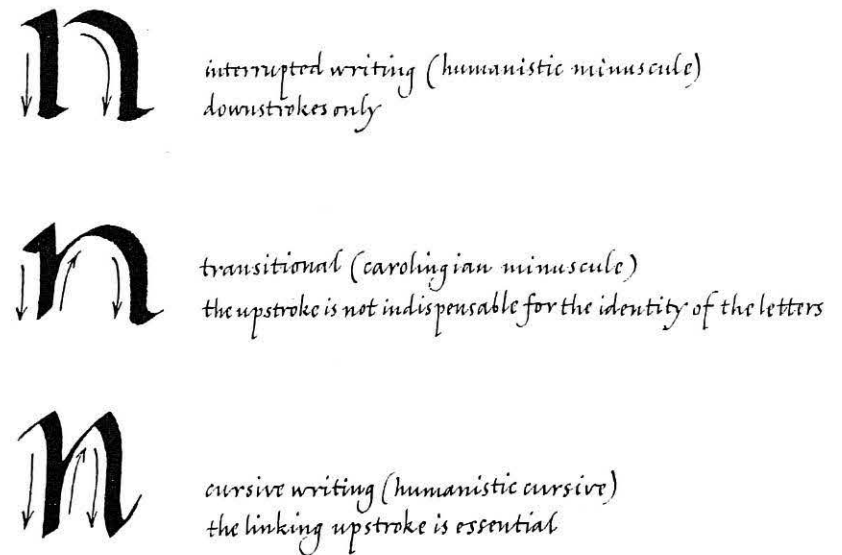 n
interrupted writing (humanistic minuscule)
downstrokes only
n
transitional (carolingian minuscule)
the upstroke is not indispensable for the identity of the letters
n
cursive writing (humanistic cursive)
the linking upstroke is essential